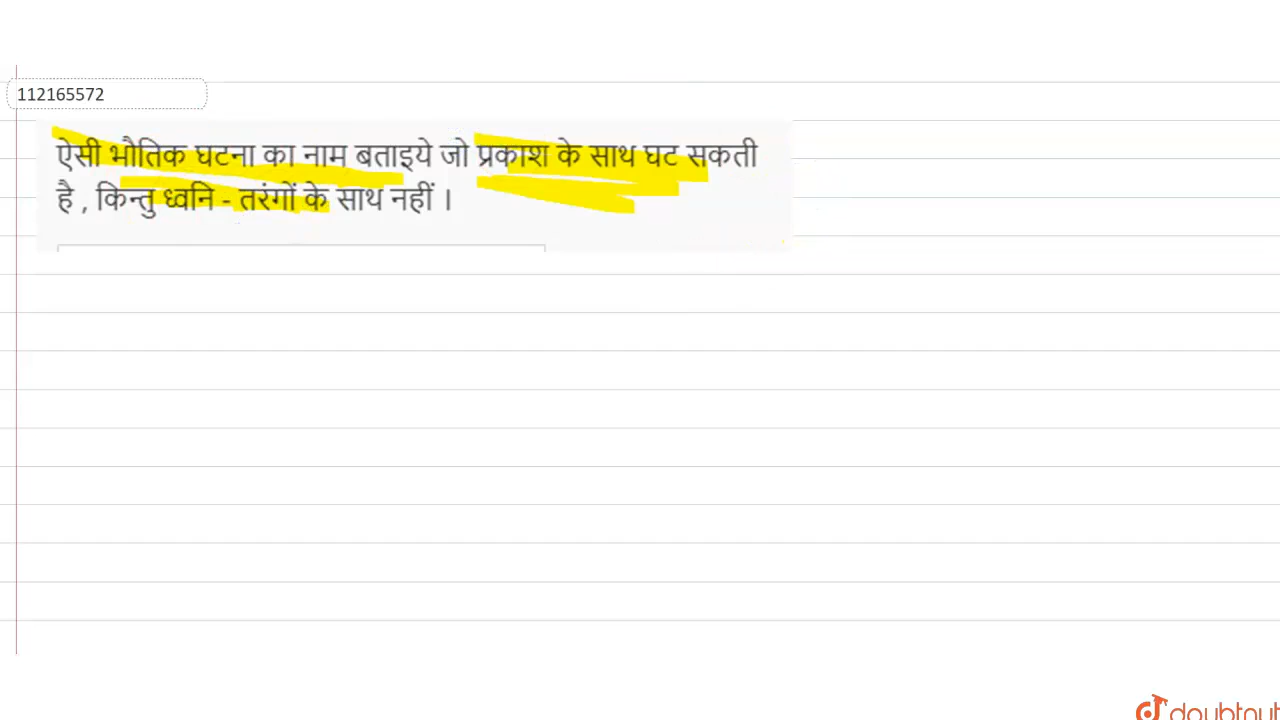 112165572
ऐसी भौतिक घटना का नाम बताइये जो प्रकाश के साथ घट सकती
है , किन्तु ध्वनि - तरंगों के साथ नहीं ।
doubtnut